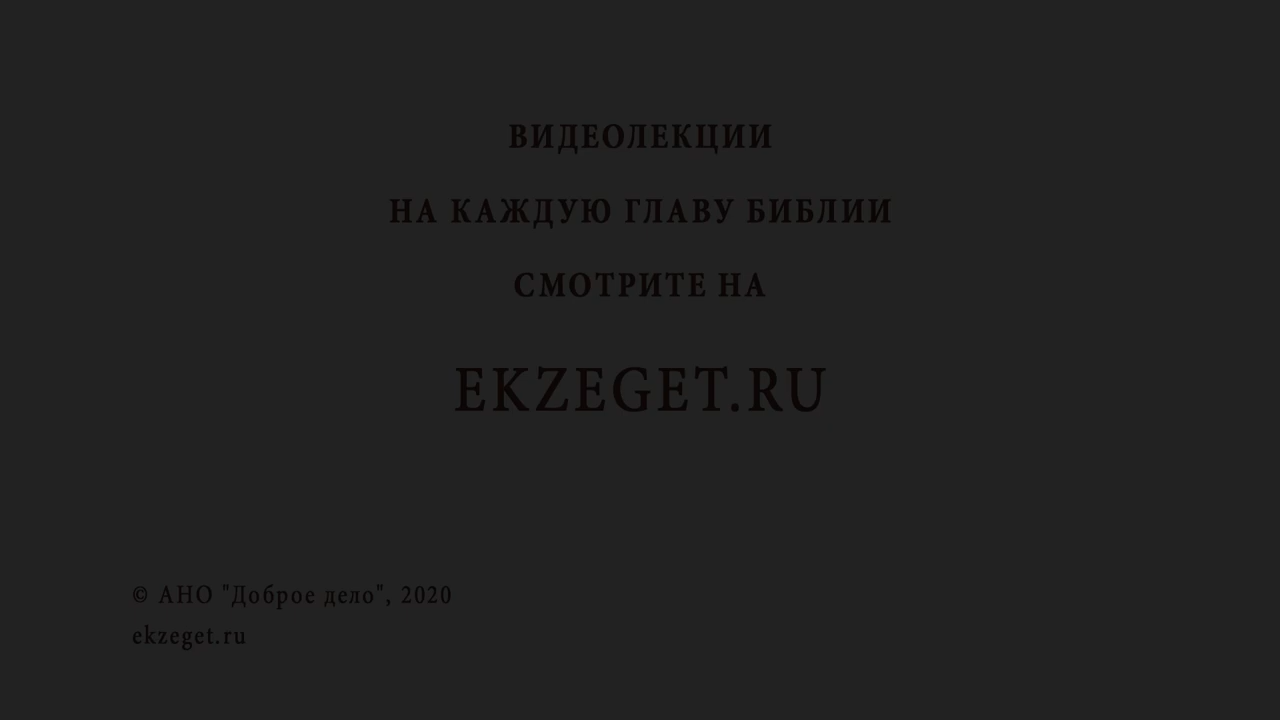 ВИДЕОЛЕКЦИИ
НА КАЖДУЮ ГЛАВУ БИБЛИИ
СМОТРИТЕ НА
EKZEGET.RU
© АНО "Доброе дело", 2020
ekzeget.ru